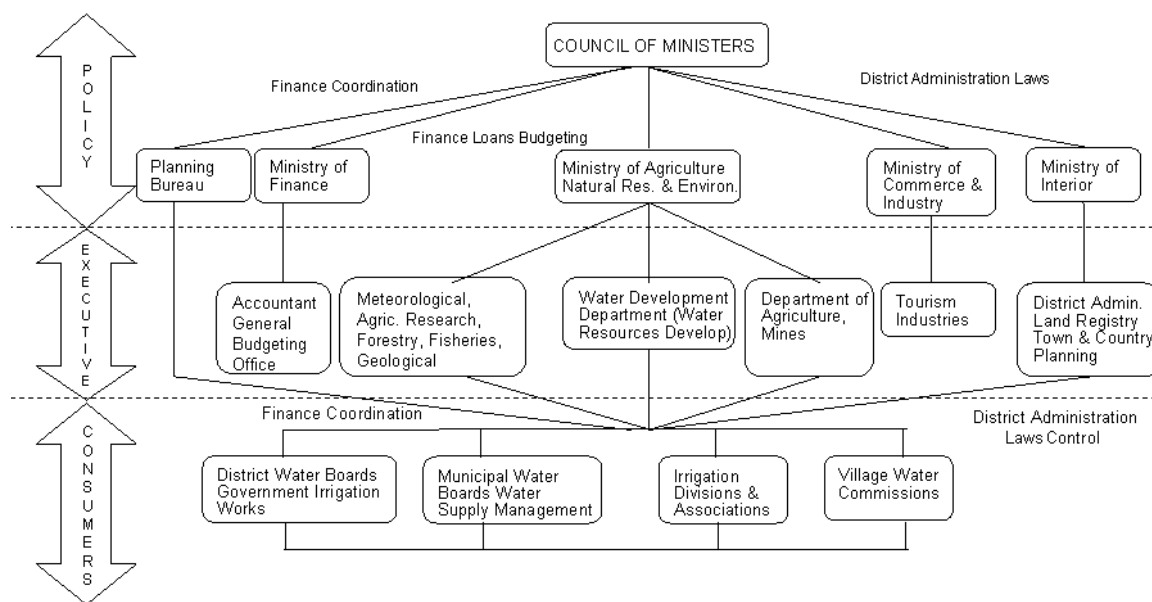 POLICY
COUNCIL OF MINISTERS
Finance Coordination
District Administration Laws
Finance Loans Budgeting
Planning
Bureau
Ministry of
Finance
Ministry of Agriculture
Natural Res. & Environ.
Ministry of
Commerce &
Industry
Ministry of
Interior
EXECUTIVE
Accountant
General
Budgeting
Office
Meteorological,
Agric. Research,
Forestry, Fisheries,
Geological
Water Development
Department (Water
Resources Develop)
Department of
Agriculture,
Mines
Tourism
Industries
District Admin.
Land Registry
Town & Country
Planning
CONSUMERS
Finance Coordination
District Administration
Laws Control
District Water Boards
Government Irrigation
Works
Municipal Water
Boards Water
Supply Management
Irrigation
Divisions &
Associations
Village Water
Commissions